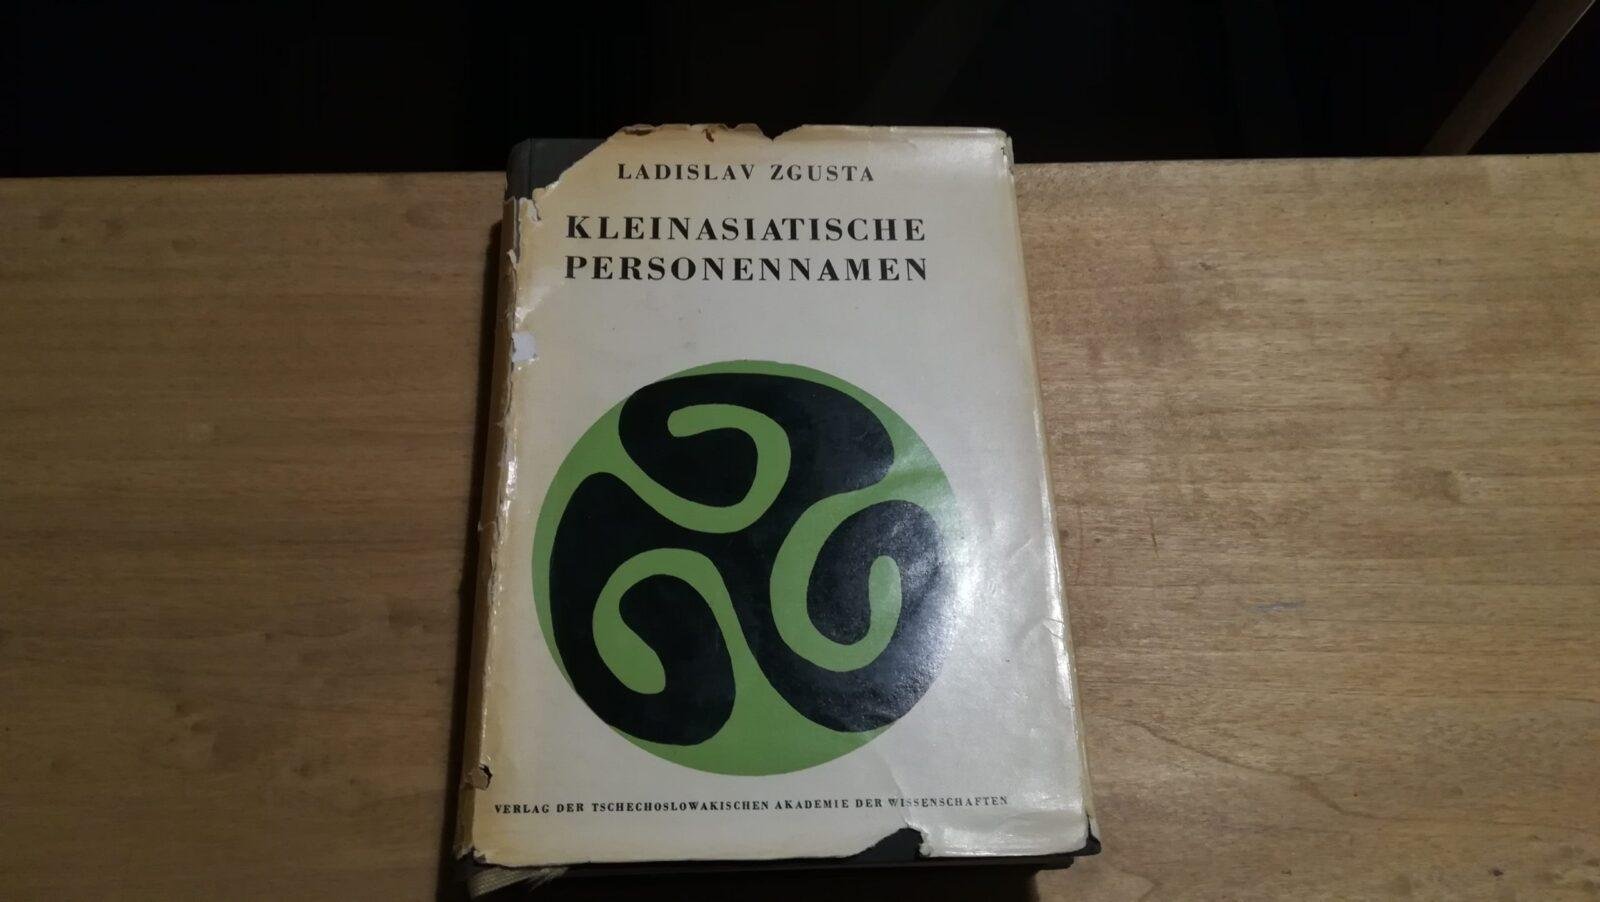 LADISLAV ZGUSTA
KLEINASIATISCHE
PERSONENNAMEN
VERLAG DER TSCHECHOSLOWAKISCHEN AKADEMIE DER WISSENSCHAFTEN